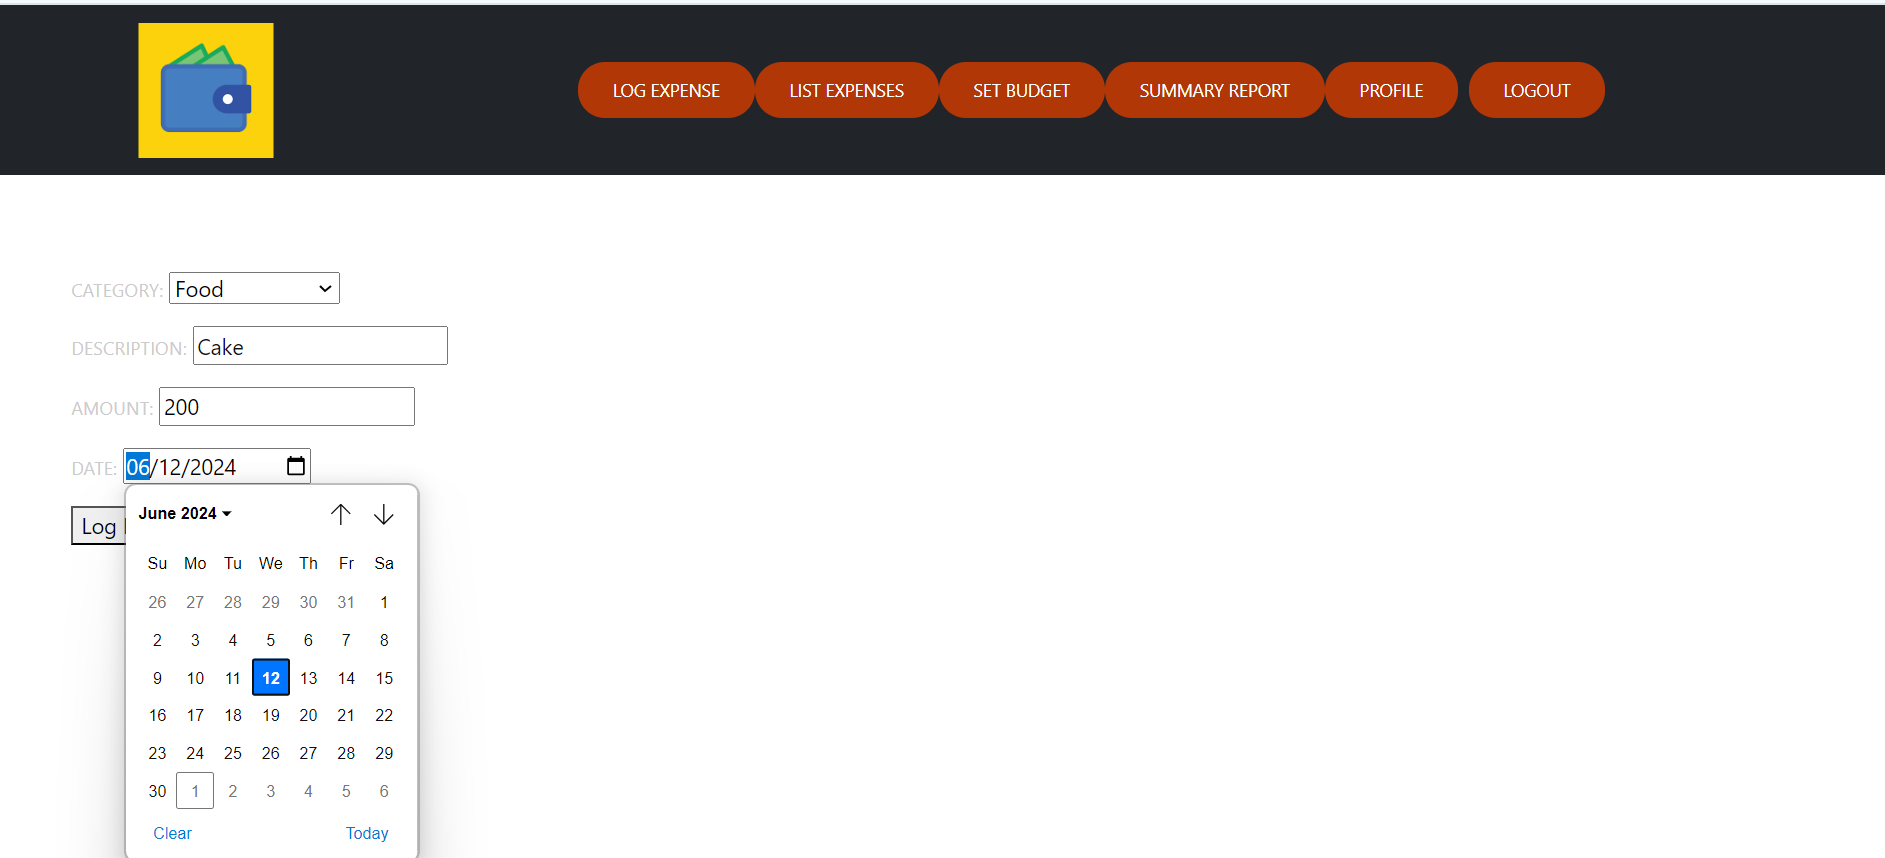 LOG EXPENSE LIST EXPENSES SET BUDGET SUMMARY REPORT PROFILE LOGOUT
CATEGORY: Food
DESCRIPTION: Cake
AMOUNT: 200
DATE: 06/12/2024
Log
June 2024
Su Mo Tu We Th Fr Sa
26 27 28 29 30 31 1
2 3 4 5 6 7 8
9 10 11 12 13 14 15
16 17 18 19 20 21 22
23 24 25 26 27 28 29
30 1 2 3 4 5 6
Clear Today